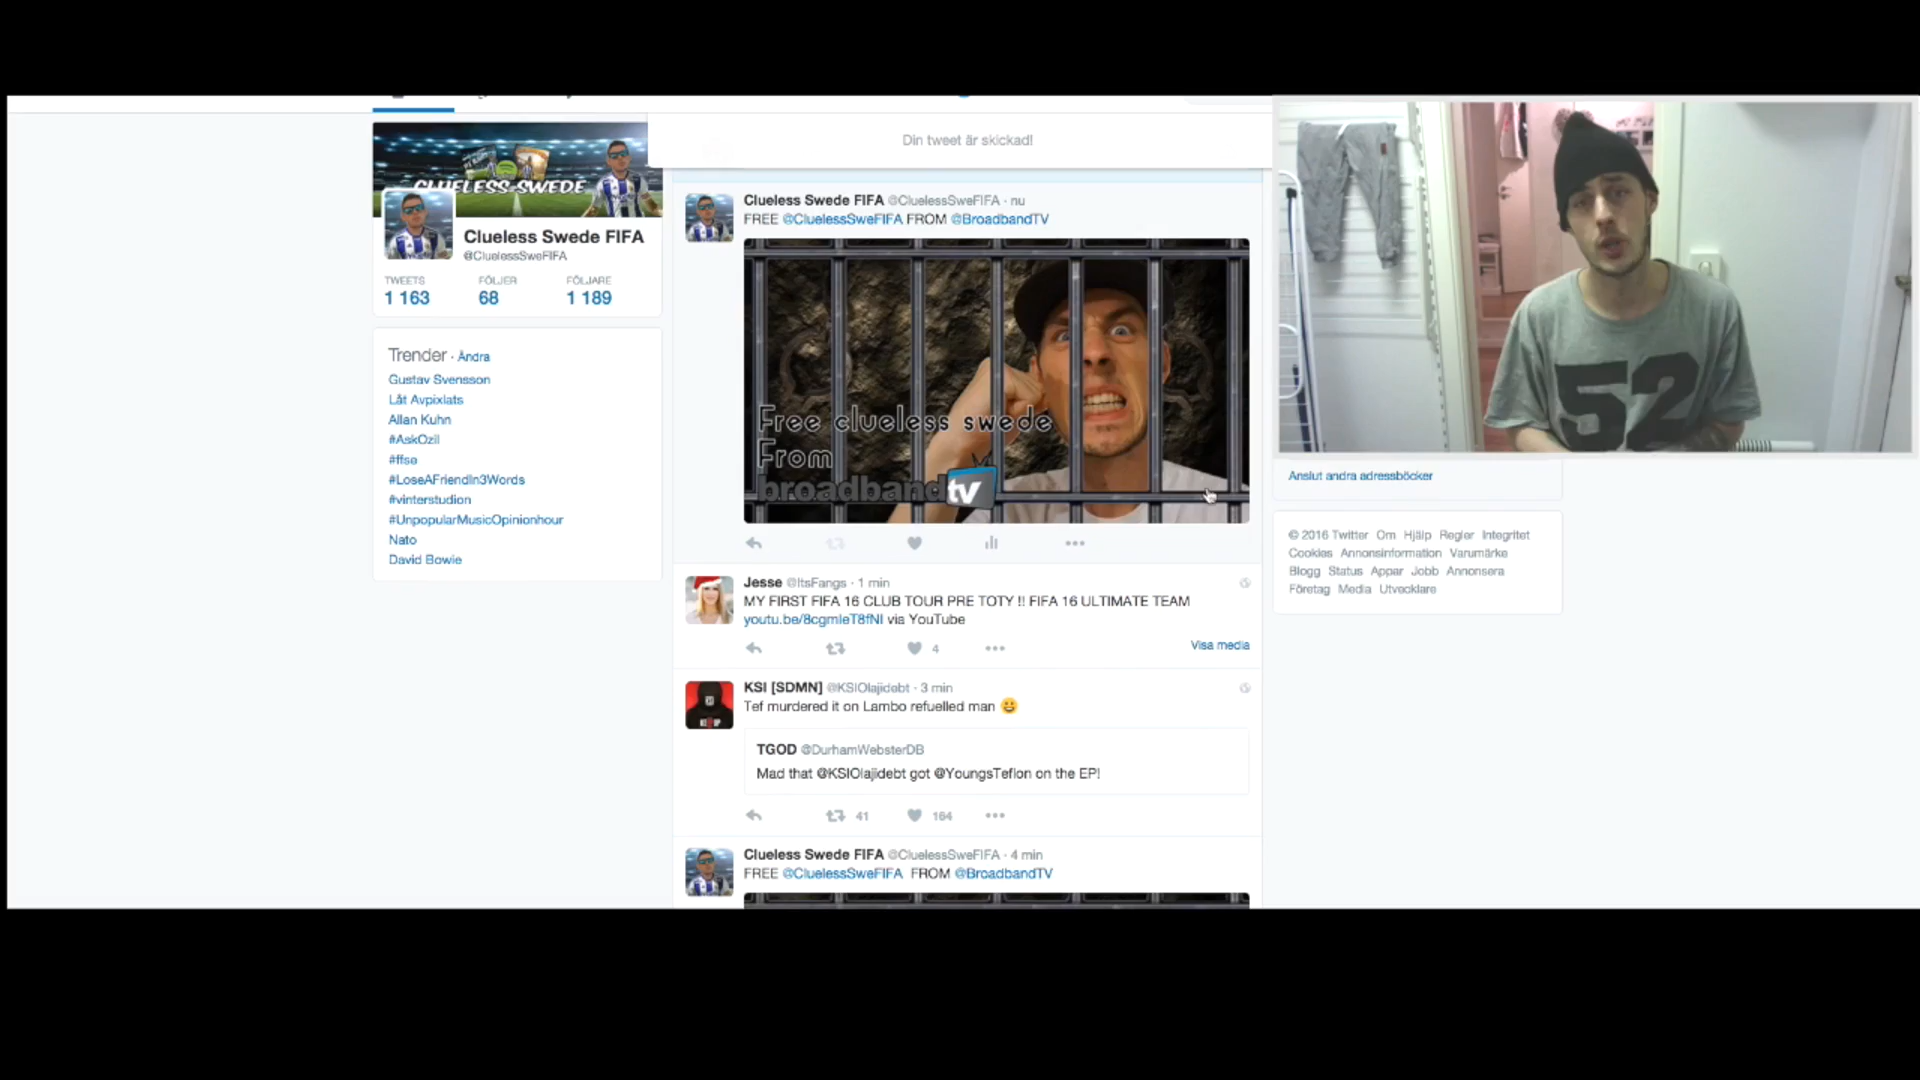 Din tweet är skickad!
CLUELESS SWEDE
Clueless Swede FIFA
@CluelessSweFIFA
TWEETS FÖLJER FÖLJARE
1 163 68 1 189
Trender · Ändra
Gustav Svensson
Låt Avpixlats
Allan Kuhn
#AskOzil
#ffse
#LoseAFriendIn3Words
#vinterstudion
#UnpopularMusicOpinionhour
Nato
David Bowie
Clueless Swede FIFA @CluelessSweFIFA · nu
FREE @CluelessSweFIFA FROM @BroadbandTV
Free clueless swede
From
broadbandtv
Jesse @ItsFangs · 1 min
MY FIRST FIFA 16 CLUB TOUR PRE TOTY !! FIFA 16 ULTIMATE TEAM
youtu.be/8cgmleT8fNI via YouTube
4
Visa media
KSI [SDMN] @KSIOlajidebt · 3 min
Tef murdered it on Lambo refuelled man
TGOD @DurhamWebsterDB
Mad that @KSIOlajidebt got @YoungsTeflon on the EP!
41 164
Clueless Swede FIFA @CluelessSweFIFA · 4 min
FREE @CluelessSweFIFA FROM @BroadbandTV
52
Anslut andra adressböcker
© 2016 Twitter Om Hjälp Regler Integritet
Cookies Annonsinformation Varumärke
Blogg Status Appar Jobb Annonsera
Företag Media Utvecklare